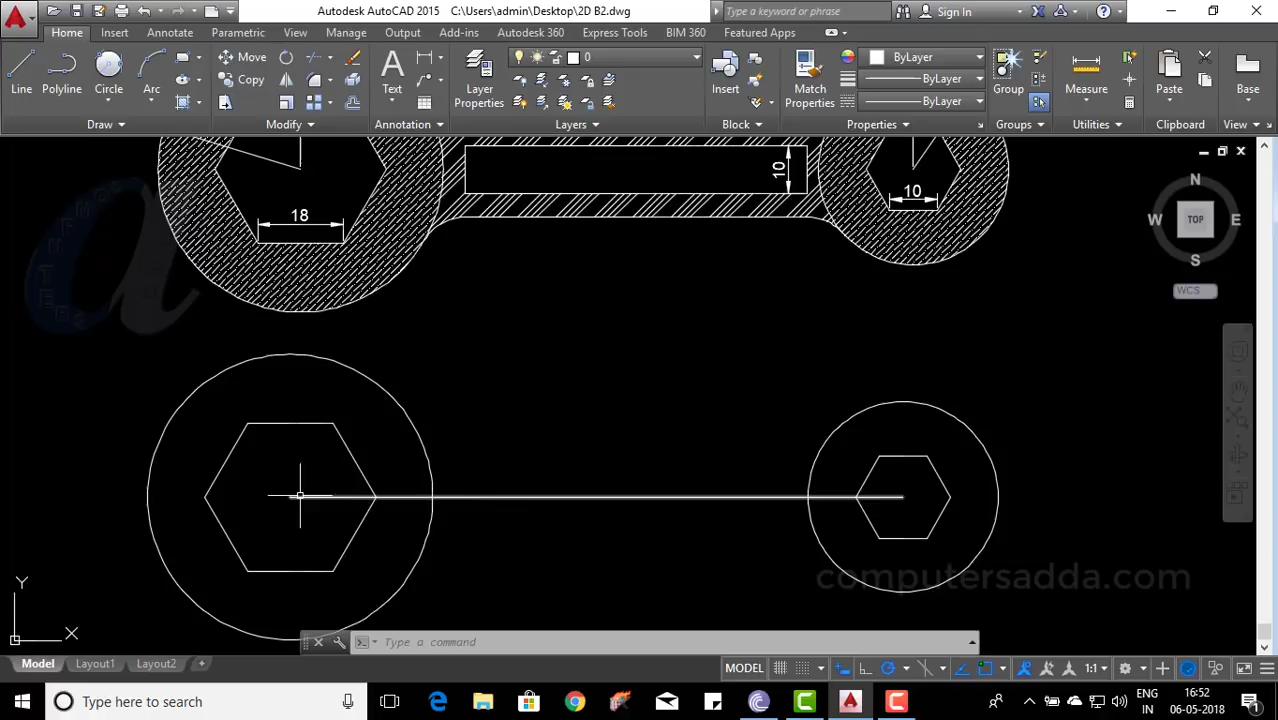 Autodesk AutoCAD 2015 C:\Users\admin\Desktop\2D B2.dwg
Type a keyword or phrase
Sign In
Home Insert Annotate Parametric View Manage Output Add-ins Autodesk 360 Express Tools BIM 360 Featured Apps
Line Polyline Circle Arc
Move
Copy
Text
Layer Properties
0
Insert
Match Properties
ByLayer
ByLayer
ByLayer
Group
Measure
Paste
Base
Draw Modify Annotation Layers Block Properties Groups Utilities Clipboard View
10
18
10
N
W TOP E
S
WCS
computersadda.com
Y
X
Type a command
Model Layout1 Layout2 +
MODEL 1:1
Type here to search
ENG
IN
16:52
06-05-2018
1